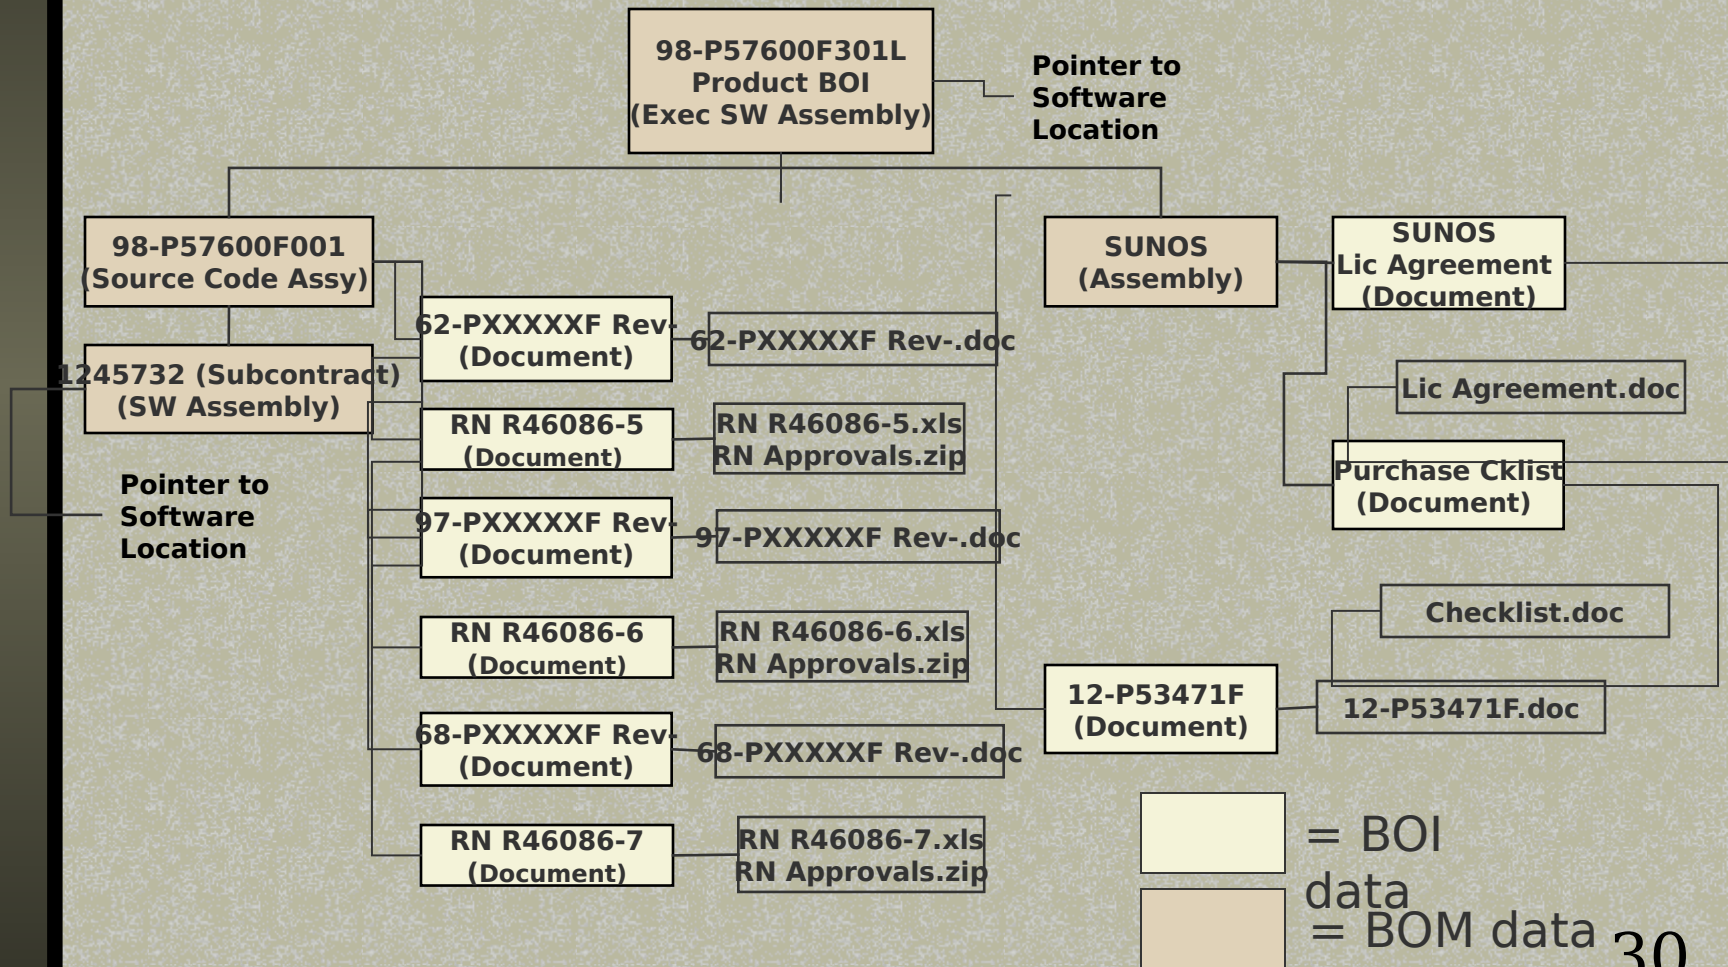 98-P57600F301L
Product BOI
(Exec SW Assembly)
Pointer to
Software
Location
98-P57600F001
(Source Code Assy)
1245732 (Subcontract)
(SW Assembly)
Pointer to
Software
Location
62-PXXXXXF Rev-
(Document)
62-PXXXXXF Rev-.doc
RN R46086-5
(Document)
RN R46086-5.xls
RN Approvals.zip
97-PXXXXXF Rev-
(Document)
97-PXXXXXF Rev-.doc
RN R46086-6
(Document)
RN R46086-6.xls
RN Approvals.zip
68-PXXXXXF Rev-
(Document)
68-PXXXXXF Rev-.doc
RN R46086-7
(Document)
RN R46086-7.xls
RN Approvals.zip
SUNOS
(Assembly)
SUNOS
Lic Agreement
(Document)
Lic Agreement.doc
Purchase Cklist
(Document)
Checklist.doc
12-P53471F
(Document)
12-P53471F.doc
= BOI
data
= BOM data
30